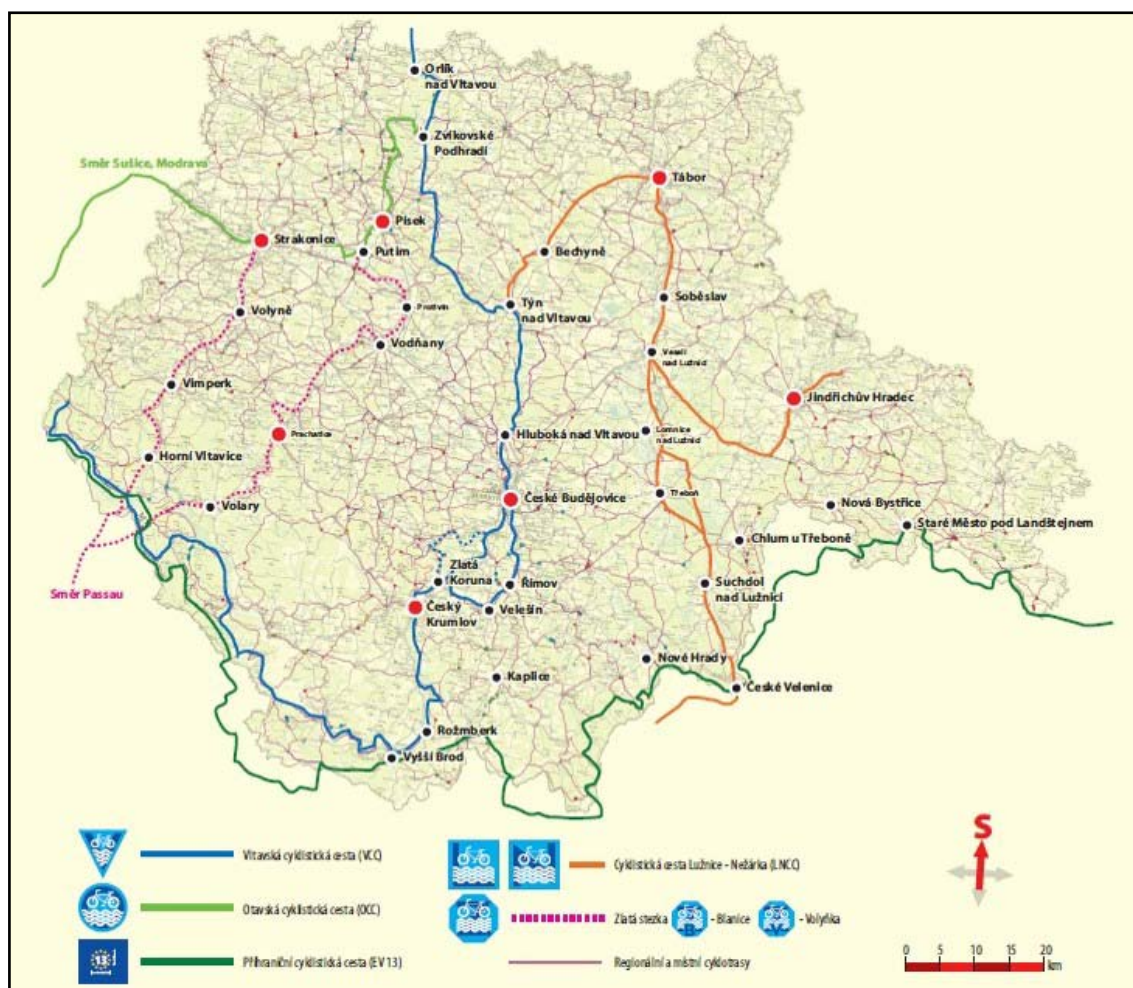 Orlík
nad Vltavou
Zvíkovské
Podhradí
Směr Sušice, Modrava
Tábor
Písek
Strakonice
Putim
Bechyně
Týn
nad Vltavou
Soběslav
Volyně
Protivín
Vodňany
Veselí
nad Lužnicí
Vimperk
Jindřichův Hradec
Prachatice
Hluboká nad Vltavou
Lomnice
nad Lužnicí
Horní Vltavice
České Budějovice
Třeboň
Volary
Nová Bystřice
Staré Město pod Landštejnem
Chlum u Třeboně
Zlatá
Koruna
Římov
Směr Passau
Suchdol
nad Lužnicí
Český
Krumlov
Velešín
Nové Hrady
Kaplice
České Velenice
Rožmberk
Vyšší Brod
Vltavská cyklistická cesta (VCC)
Otavská cyklistická cesta (OCC)
13
Příhraniční cyklistická cesta (EV 13)
Cyklistická cesta Lužnice - Nežárka (LNCC)
Zlatá stezka B - Blanice V - Volyňka
Regionální a místní cyklotrasy
S
0 5 10 15 20
km